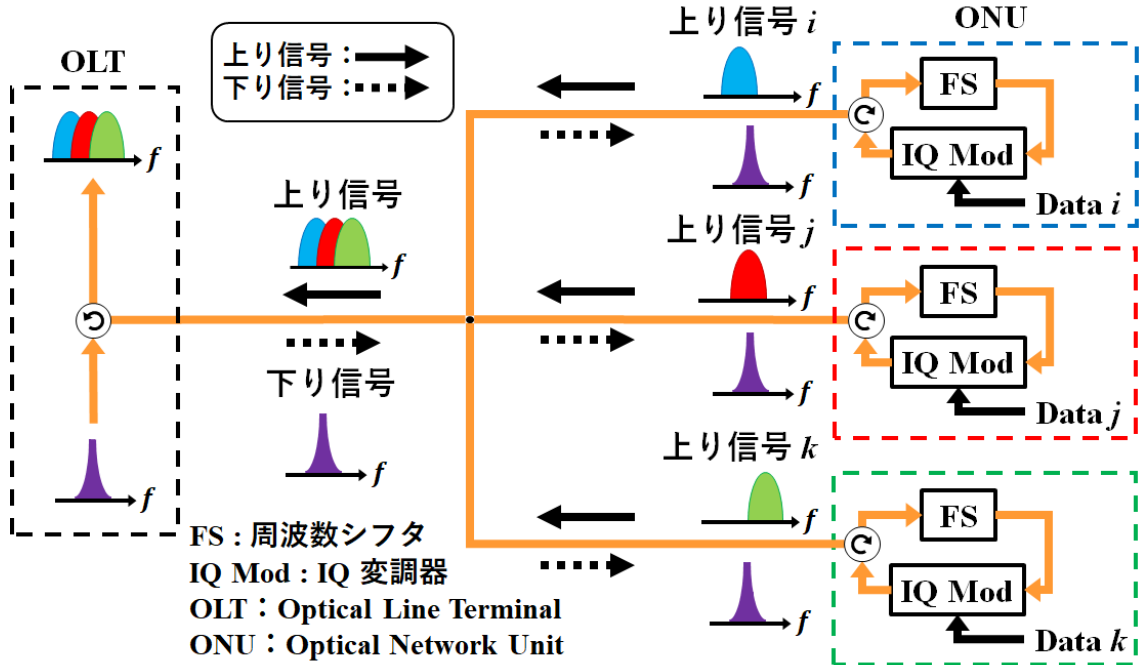 OLT
上り信号：
下り信号：
上り信号 i
ONU
f
f
FS
IQ Mod
Data i
f
上り信号
f
上り信号 j
f
f
FS
IQ Mod
Data j
下り信号
f
f
上り信号 k
f
f
FS
IQ Mod
Data k
FS : 周波数シフタ
IQ Mod : IQ 変調器
OLT：Optical Line Terminal
ONU：Optical Network Unit